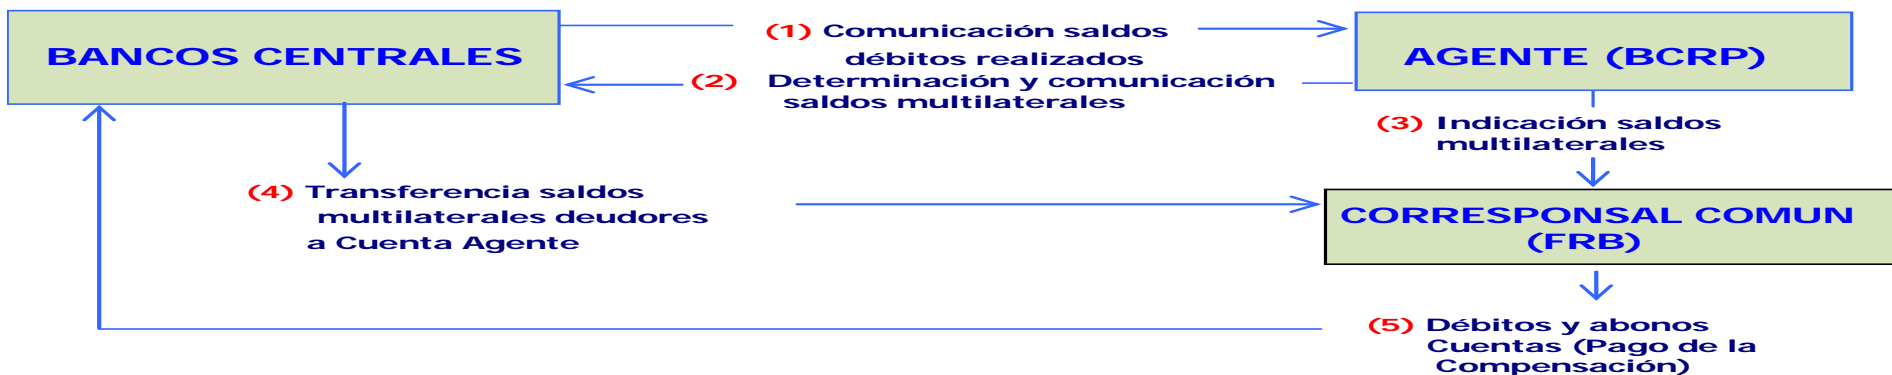 BANCOS CENTRALES
(1) Comunicación saldos
débitos realizados
(2) Determinación y comunicación
saldos multilaterales
AGENTE (BCRP)
(3) Indicación saldos
multilaterales
(4) Transferencia saldos
multilaterales deudores
a Cuenta Agente
CORRESPONSAL COMUN
(FRB)
(5) Débitos y abonos
Cuentas (Pago de la
Compensación)